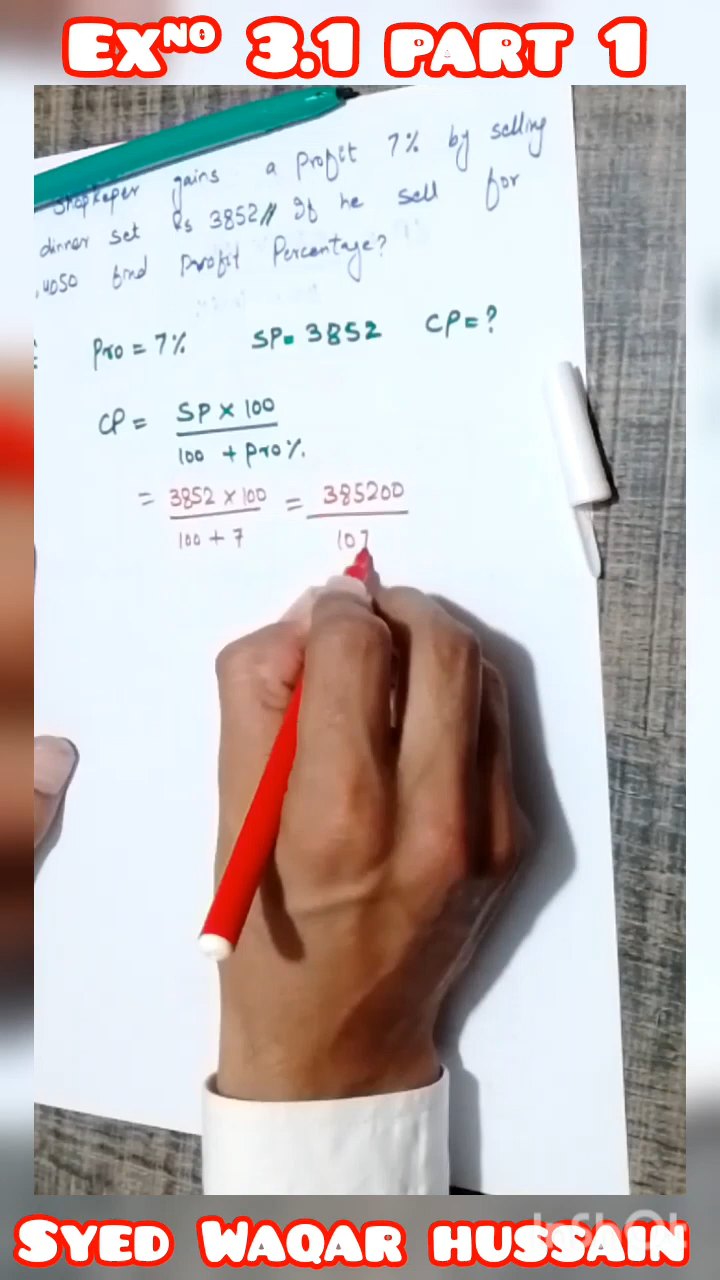 Exno 3.1 PART 1
Shopkeper gains a Profit 7% by selling
dinner set Rs 3852// If he sell for
4050 find Profit Percentage?
Pro = 7% SP = 3852 CP = ?
CP = SP × 100
100 + Pro%.
= 3852 × 100 = 385200
100 + 7 107
SYED WAQAR HUSSAIN
InShOt